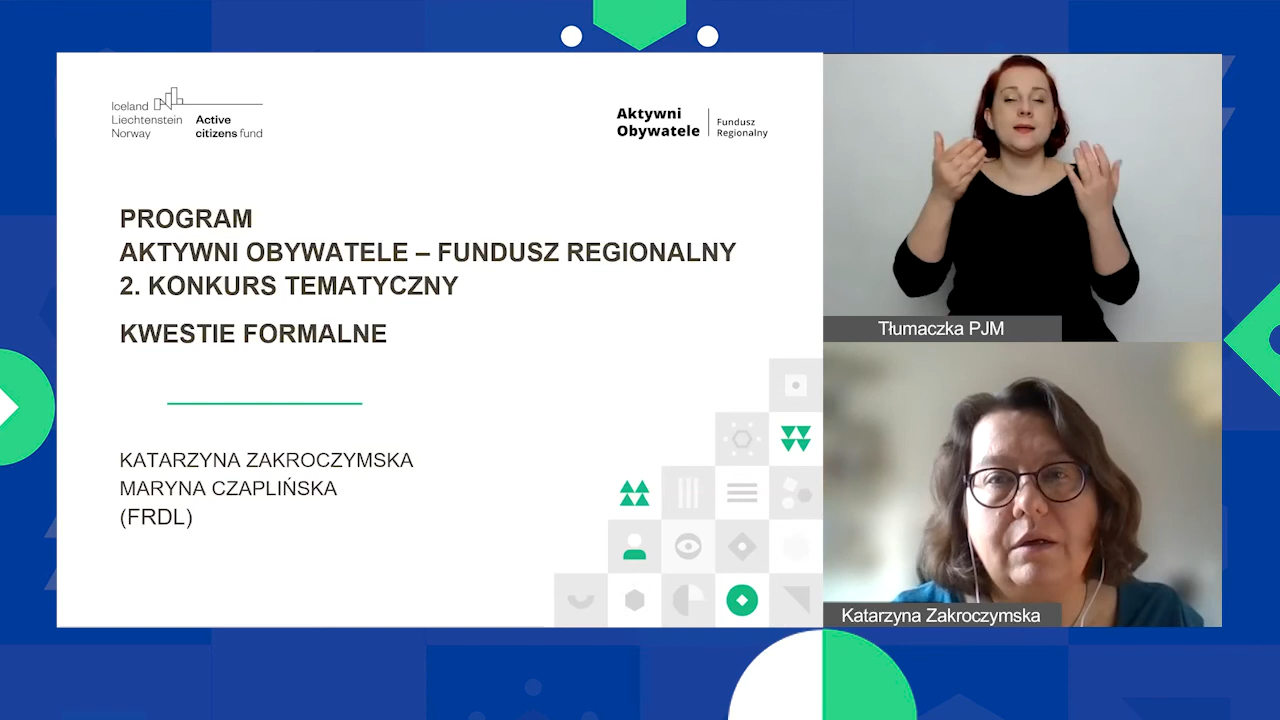 Iceland
Liechtenstein
Norway
Active
citizens fund
Aktywni
Obywatele
Fundusz
Regionalny
PROGRAM
AKTYWNI OBYWATELE – FUNDUSZ REGIONALNY
2. KONKURS TEMATYCZNY
KWESTIE FORMALNE
KATARZYNA ZAKROCZYMSKA
MARYNA CZAPLIŃSKA
(FRDL)
Tłumaczka PJM
Katarzyna Zakroczymska